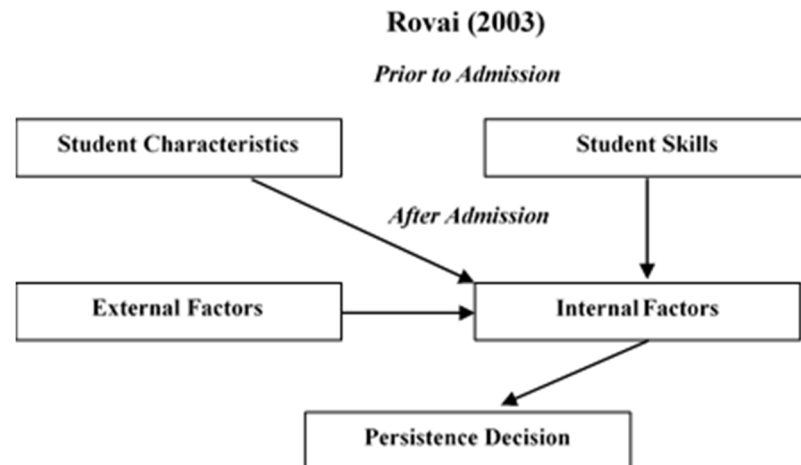 Rovai (2003)
Prior to Admission
Student Characteristics
Student Skills
After Admission
External Factors
Internal Factors
Persistence Decision